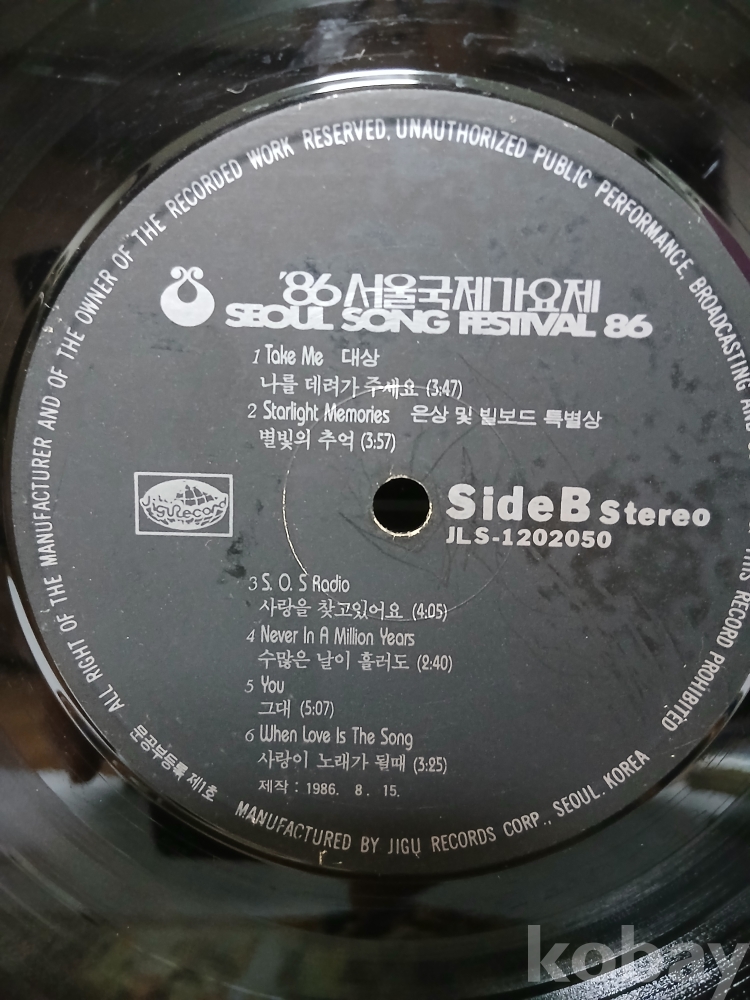 ALL RIGHT OF THE MANUFACTURER AND OF THE OWNER OF THE RECORDED WORK RESERVED. UNAUTHORIZED PUBLIC PERFORMANCE, BROADCASTING AND THIS RECORD PROHIBITED
'86 서울국제가요제
SEOUL SONG FESTIVAL 86
1 Take Me 대상
나를 데려가 주세요 (3:47)
2 Starlight Memories 은상 및 빌보드 특별상
별빛의 추억 (3:57)
Jigu Record
Side B Stereo
JLS-1202050
3 S. O. S Radio
사랑을 찾고있어요 (4:05)
4 Never In A Million Years
수많은 날이 흘러도 (2:40)
5 You
그대 (5:07)
6 When Love Is The Song
사랑이 노래가 될때 (3:25)
제작 : 1986. 8. 15.
문공부등록 제1호
MANUFACTURED BY JIGU RECORDS CORP., SEOUL. KOREA
kobay